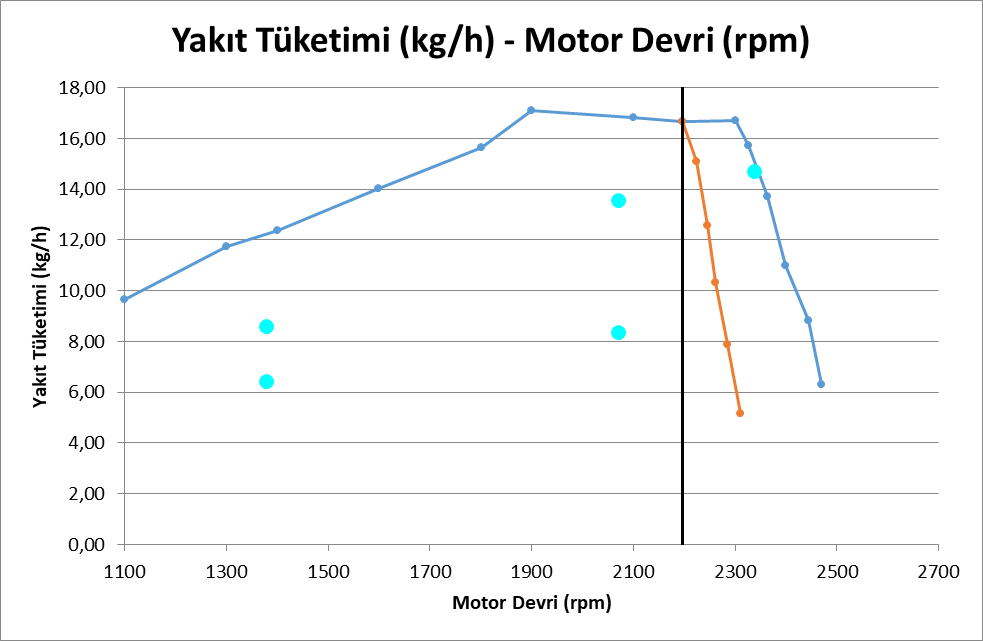 Yakıt Tüketimi (kg/h) - Motor Devri (rpm)
18,00
16,00
14,00
12,00
10,00
8,00
6,00
4,00
2,00
0,00
Yakıt Tüketimi (kg/h)
1100 1300 1500 1700 1900 2100 2300 2500 2700
Motor Devri (rpm)